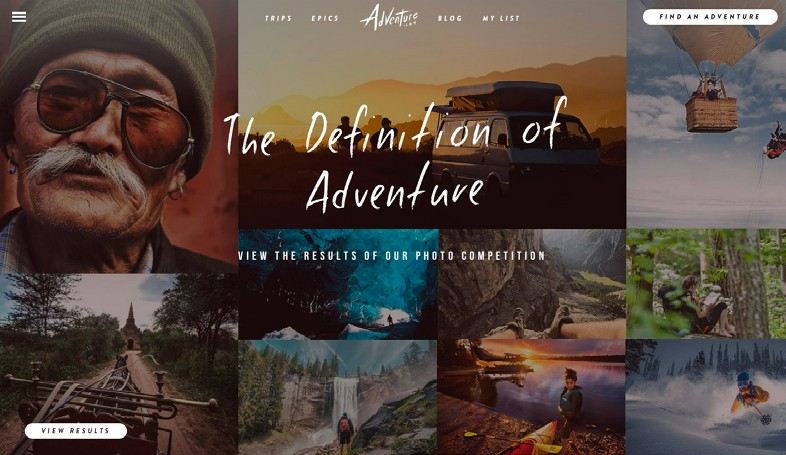 TRIPS
EPICS
Adventure
.COM
BLOG
MY LIST
FIND AN ADVENTURE
The Definition of
Adventure
VIEW THE RESULTS OF OUR PHOTO COMPETITION
VIEW RESULTS